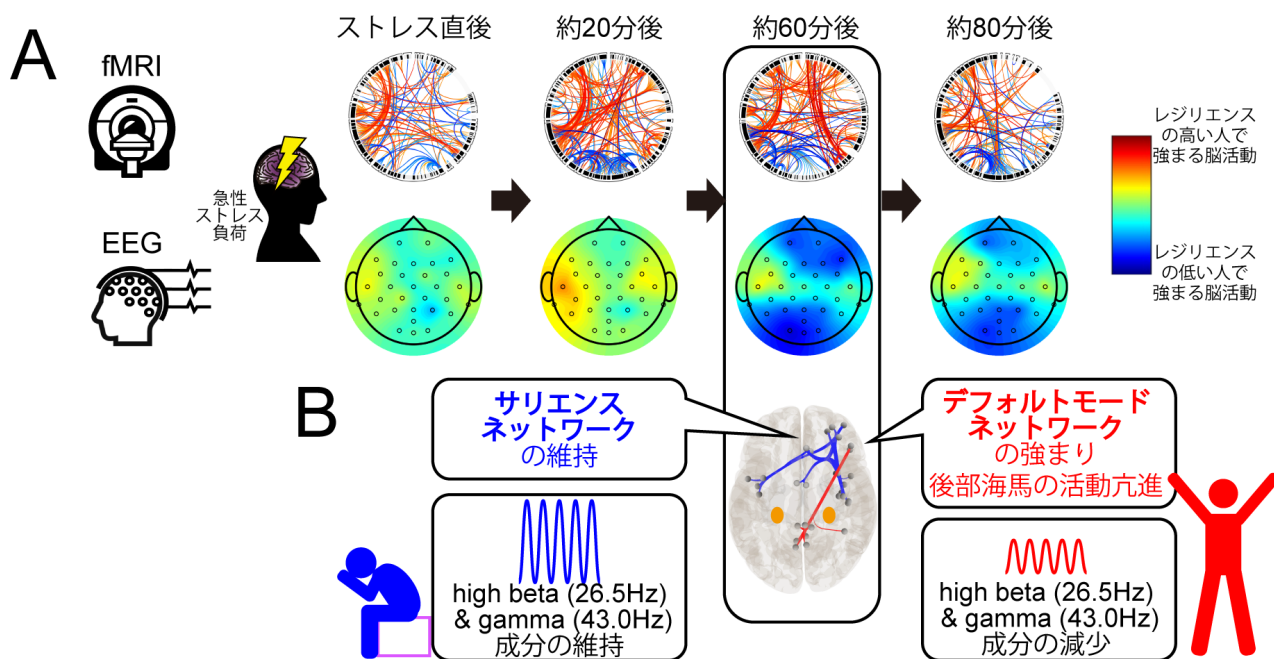 A
fMRI
EEG
急性
ストレス
負荷
ストレス直後
約20分後
約60分後
約80分後
レジリエンス
の高い人で
強まる脳活動
レジリエンス
の低い人で
強まる脳活動
B
サリエンス
ネットワーク
の維持
high beta (26.5Hz)
& gamma (43.0Hz)
成分の維持
デフォルトモード
ネットワーク
の強まり
後部海馬の活動亢進
high beta (26.5Hz)
& gamma (43.0Hz)
成分の減少